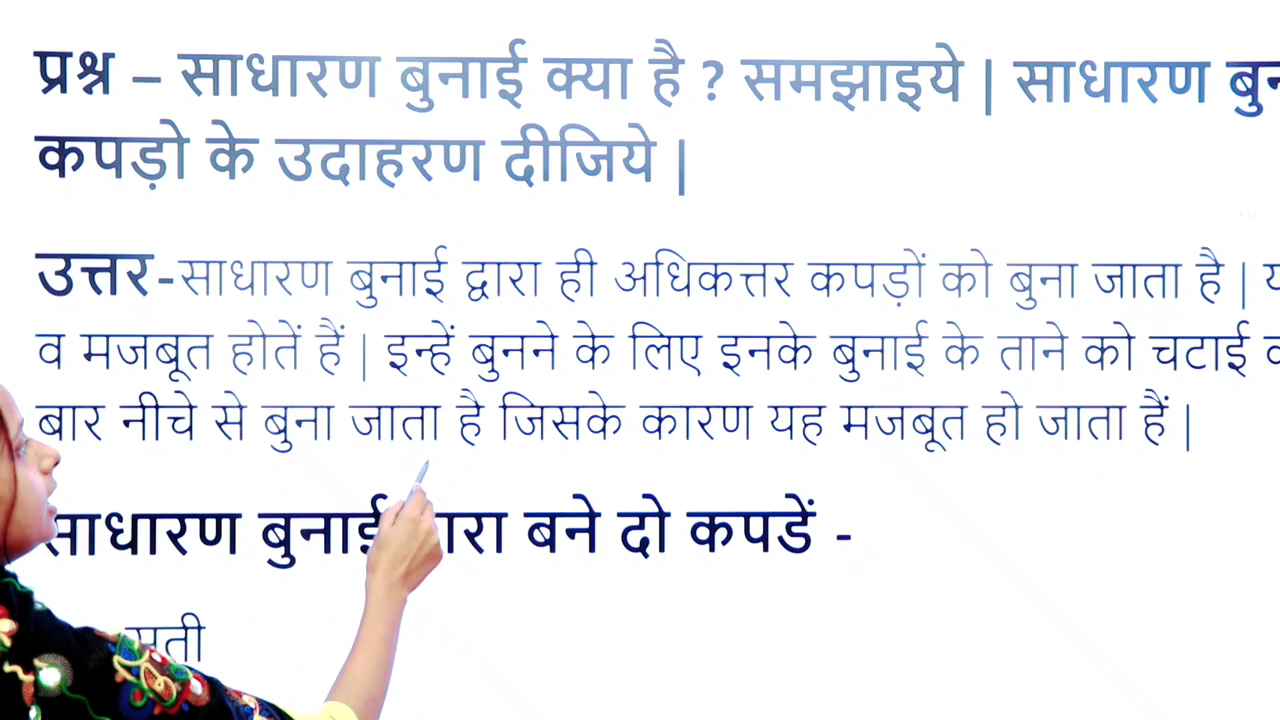 प्रश्न – साधारण बुनाई क्या है ? समझाइये | साधारण
कपड़ो के उदाहरण दीजिये |
उत्तर-साधारण बुनाई द्वारा ही अधिकत्तर कपड़ों को बुना जाता है |
व मजबूत होतें हैं | इन्हें बुनने के लिए इनके बुनाई के ताने को चटाई
बार नीचे से बुना जाता है जिसके कारण यह मजबूत हो जाता हैं |
साधारण बुनाई बने दो कपडें -